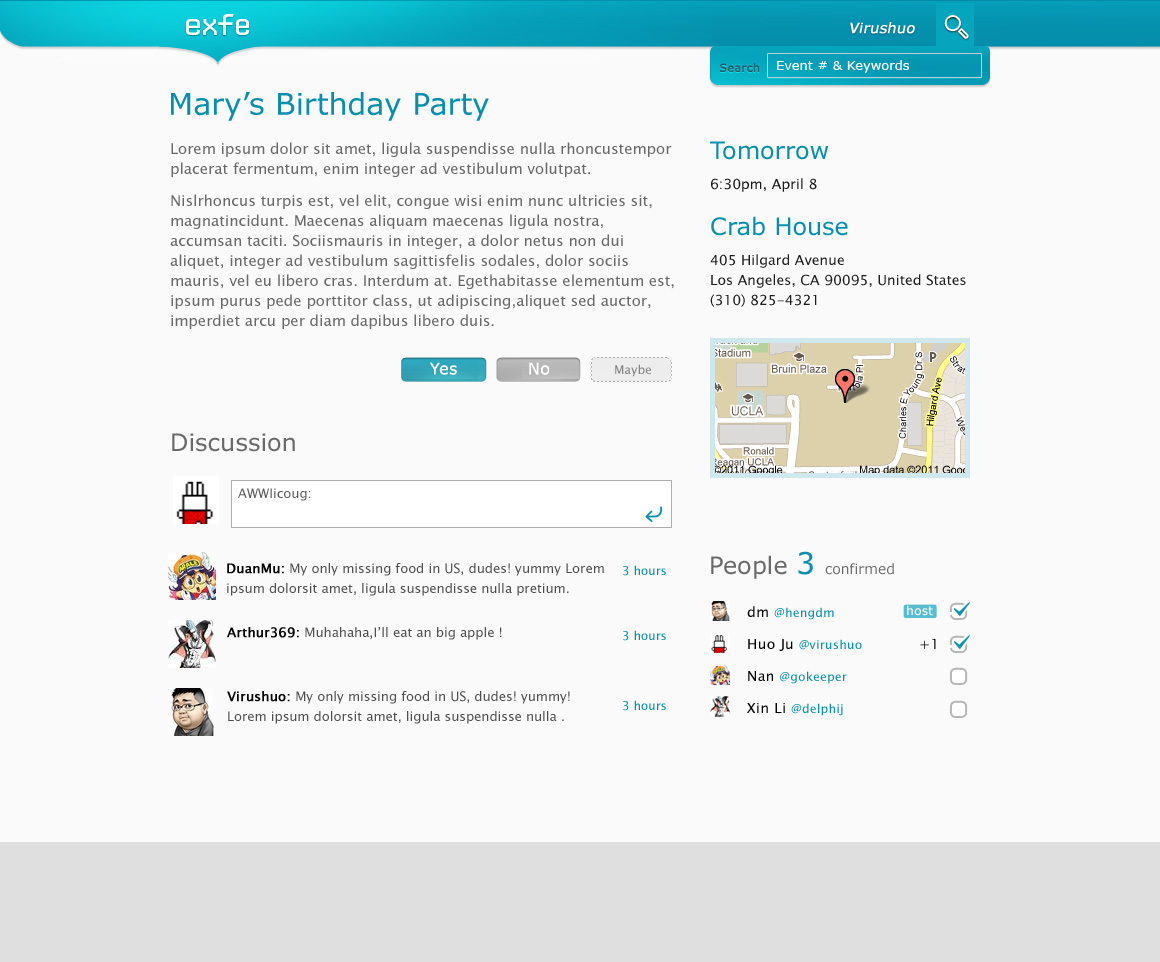 exfe
Virushuo
Search
Event # & Keywords
Mary’s Birthday Party
Lorem ipsum dolor sit amet, ligula suspendisse nulla rhoncustempor
placerat fermentum, enim integer ad vestibulum volutpat.
Nislrhoncus turpis est, vel elit, congue wisi enim nunc ultricies sit,
magnatincidunt. Maecenas aliquam maecenas ligula nostra,
accumsan taciti. Sociismauris in integer, a dolor netus non dui
aliquet, integer ad vestibulum sagittisfelis sodales, dolor sociis
mauris, vel eu libero cras. Interdum at. Egethabitasse elementum est,
ipsum purus pede porttitor class, ut adipiscing,aliquet sed auctor,
imperdiet arcu per diam dapibus libero duis.
Yes
No
Maybe
Discussion
AWWlicoug:
DuanMu: My only missing food in US, dudes! yummy Lorem
ipsum dolorsit amet, ligula suspendisse nulla pretium.
3 hours
Arthur369: Muhahaha,I’ll eat an big apple !
3 hours
Virushuo: My only missing food in US, dudes! yummy!
Lorem ipsum dolorsit amet, ligula suspendisse nulla .
3 hours
Tomorrow
6:30pm, April 8
Crab House
405 Hilgard Avenue
Los Angeles, CA 90095, United States
(310) 825-4321
Stadium
Bruin Plaza
P
UCLA
Charles E Young Dr S
Hilgard Ave
Ronald
Reagan UCLA
©2011 Google
Map data ©2011 Goo
People 3 confirmed
dm @hengdm host
Huo Ju @virushuo +1
Nan @gokeeper
Xin Li @delphij